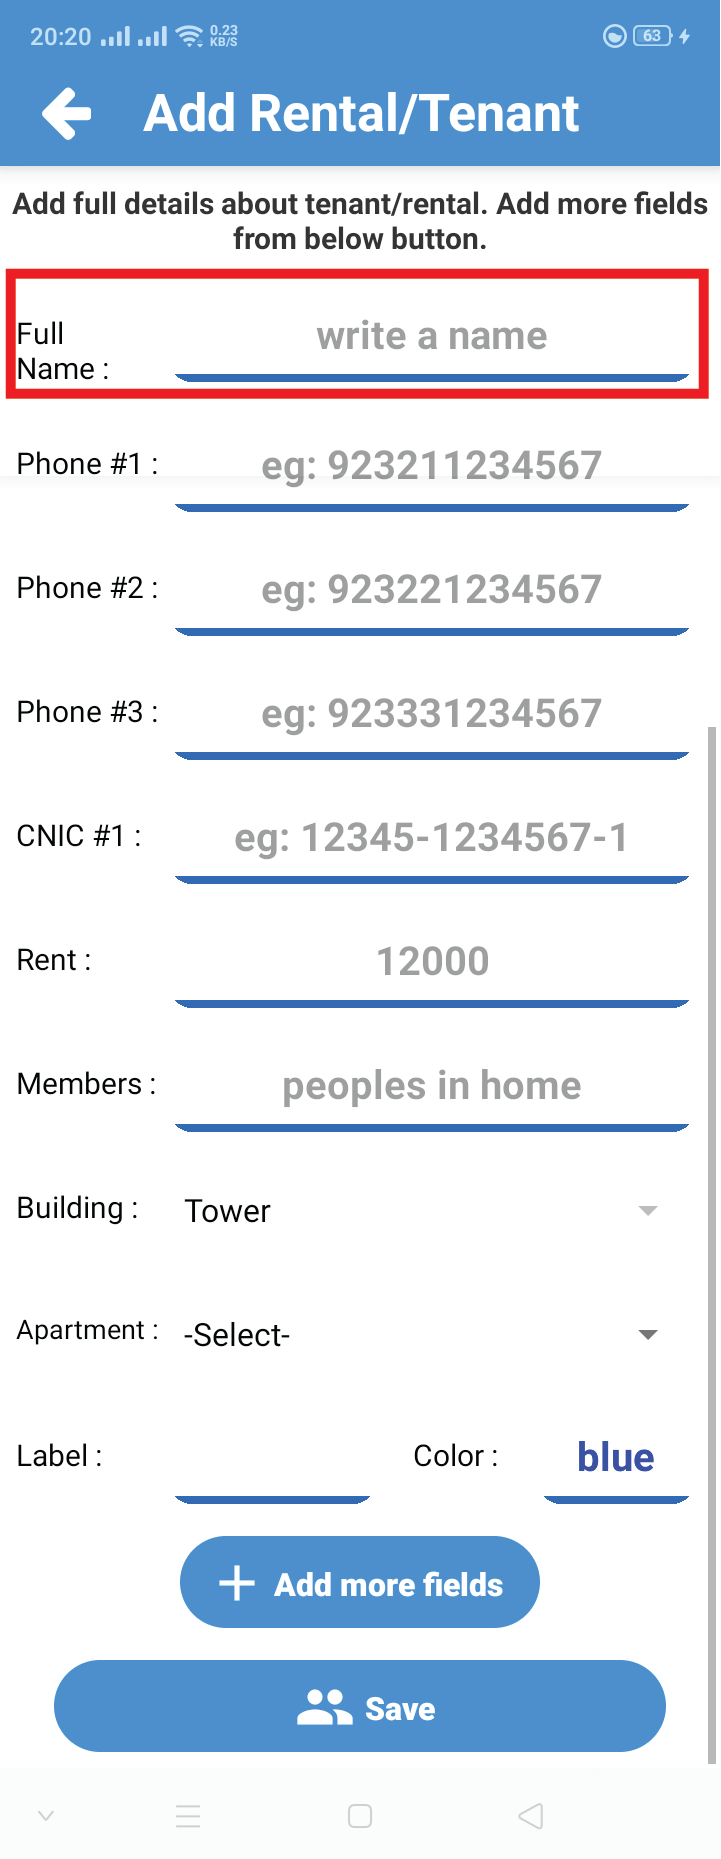 20:20 0.23 KB/S 63
Add Rental/Tenant
Add full details about tenant/rental. Add more fields
from below button.
Full
Name : write a name
Phone #1 : eg: 923211234567
Phone #2 : eg: 923221234567
Phone #3 : eg: 923331234567
CNIC #1 : eg: 12345-1234567-1
Rent : 12000
Members : peoples in home
Building : Tower
Apartment : -Select-
Label : Color : blue
Add more fields
Save